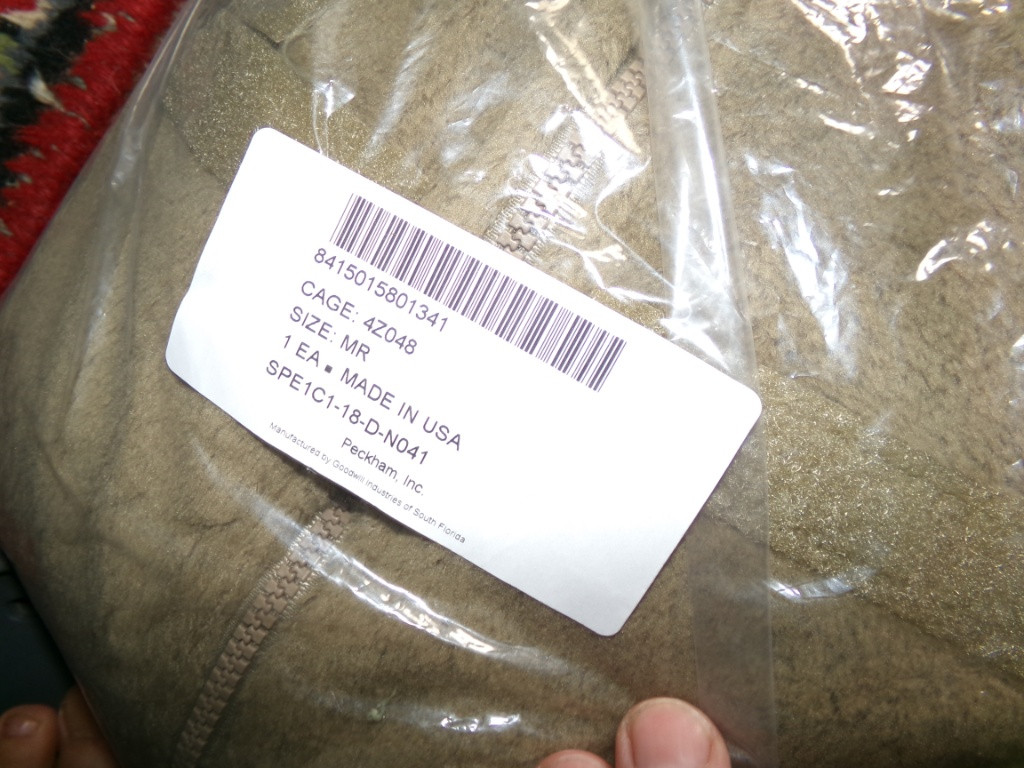 8415015801341
CAGE: 4Z048
SIZE: MR
1 EA ▪ MADE IN USA
SPE1C1-18-D-N041
Peckham, Inc.
Manufactured by Goodwill Industries of South Florida